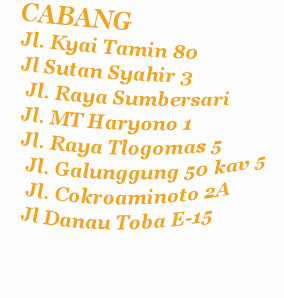 CABANG
Jl. Kyai Tamin 80
Jl Sutan Syahir 3
Jl. Raya Sumbersari
Jl. MT Haryono 1
Jl. Raya Tlogomas 5
Jl. Galunggung 50 kav 5
Jl. Cokroaminoto 2A
Jl Danau Toba E-15